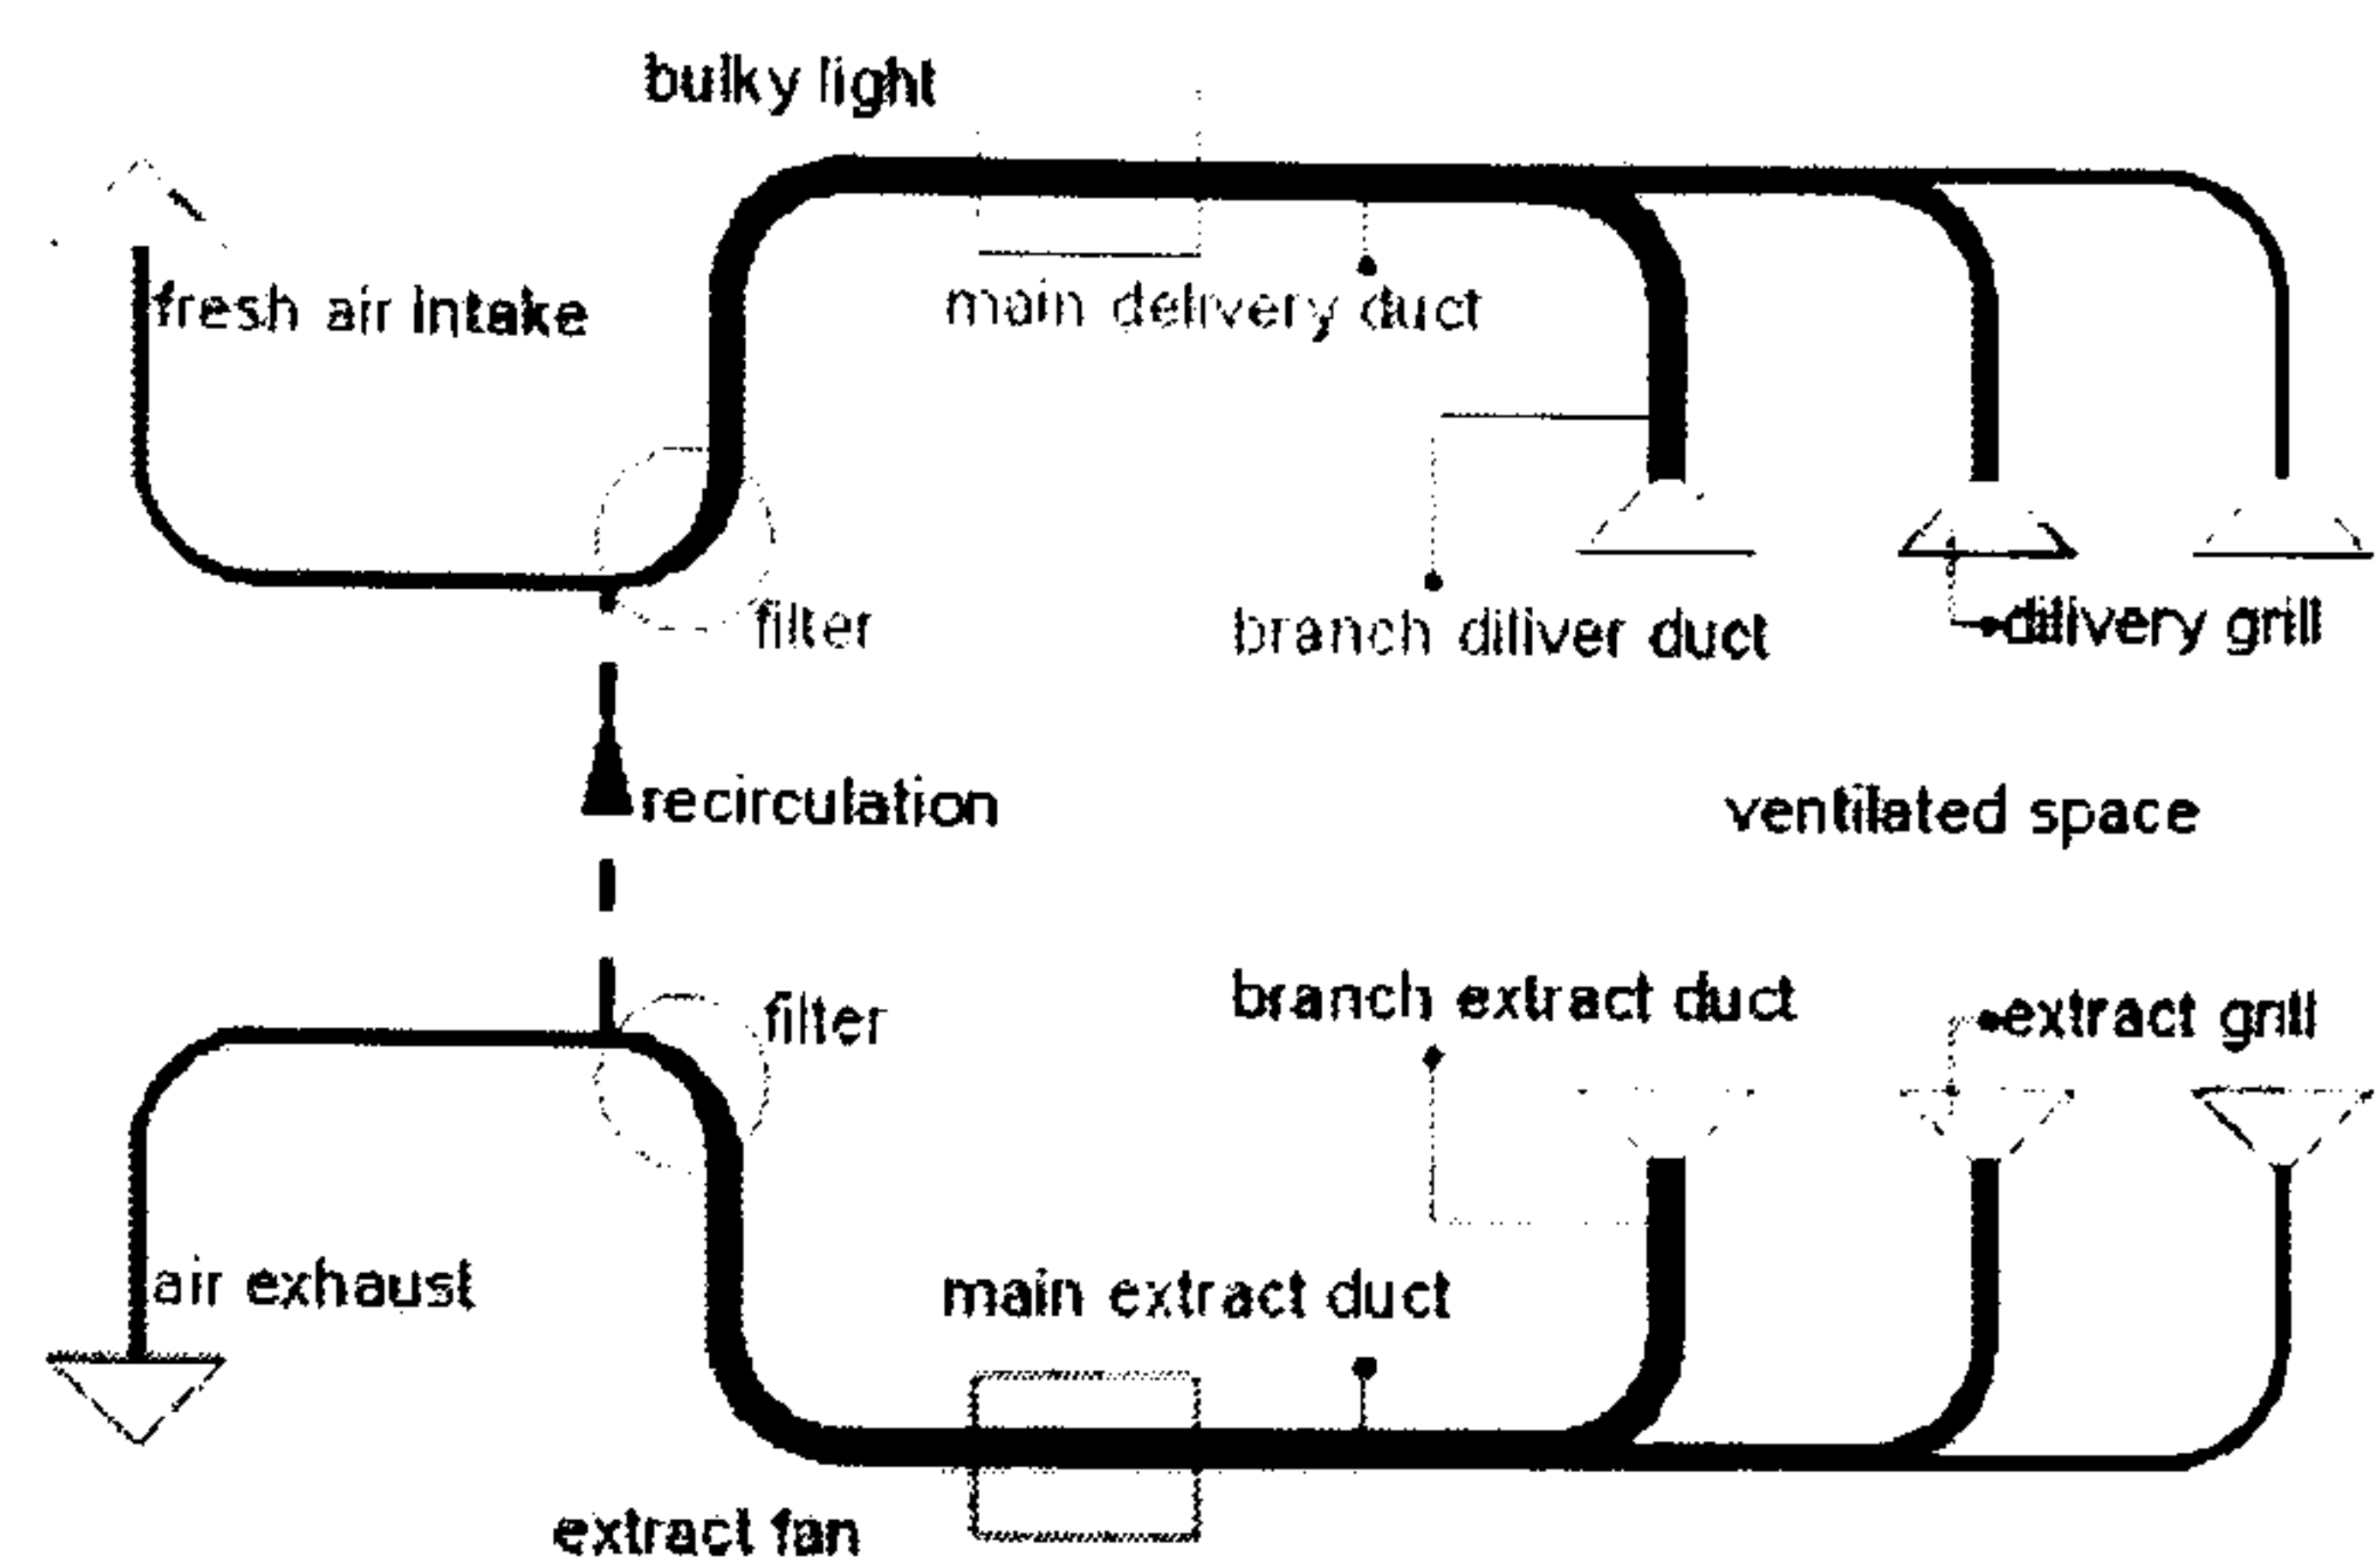 bulky light
fresh air intake
main delivery duct
filter
branch diliver duct
dilivery grill
recirculation
ventilated space
filter
branch extract duct
extract grill
air exhaust
main extract duct
extract fan